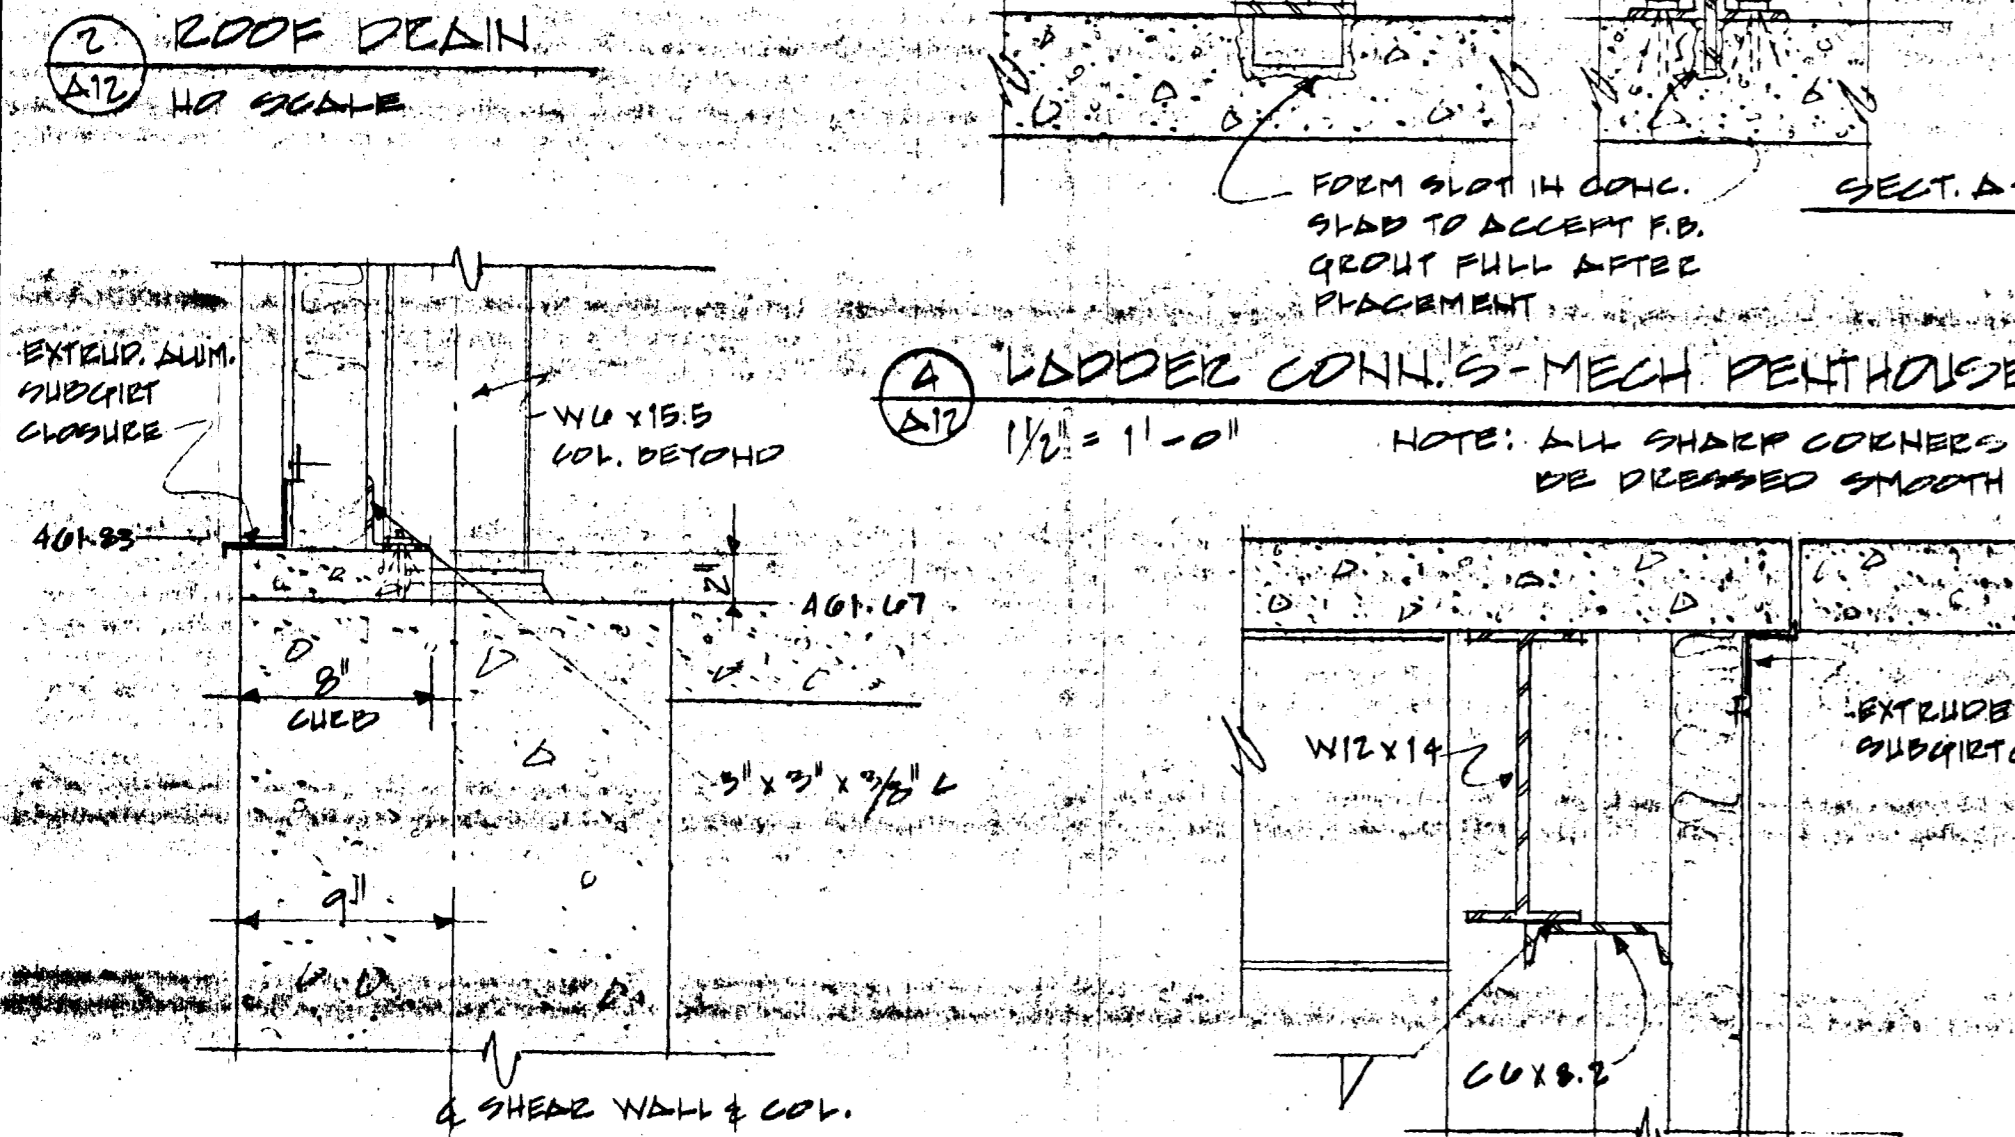 2
A12
ROOF DRAIN
NO SCALE
FORM SLOT IN CONC.
SLAB TO ACCEPT F.B.
GROUT FULL AFTER
PLACEMENT
SECT. A
4
A12
LADDER CONN.'S - MECH PENTHOUSE
1 1/2" = 1'-0"
NOTE: ALL SHARP CORNERS
BE DRESSED SMOOTH
EXTRUD. ALUM.
SUBGIRT
CLOSURE
W6 x 15.5
COL. BEYOND
461.83
2"
461.67
8"
CURB
3" x 3" x 3/8" L
9"
℄ SHEAR WALL & COL.
W12 x 14
EXTRUDE
SUBGIRT
C6 x 8.2